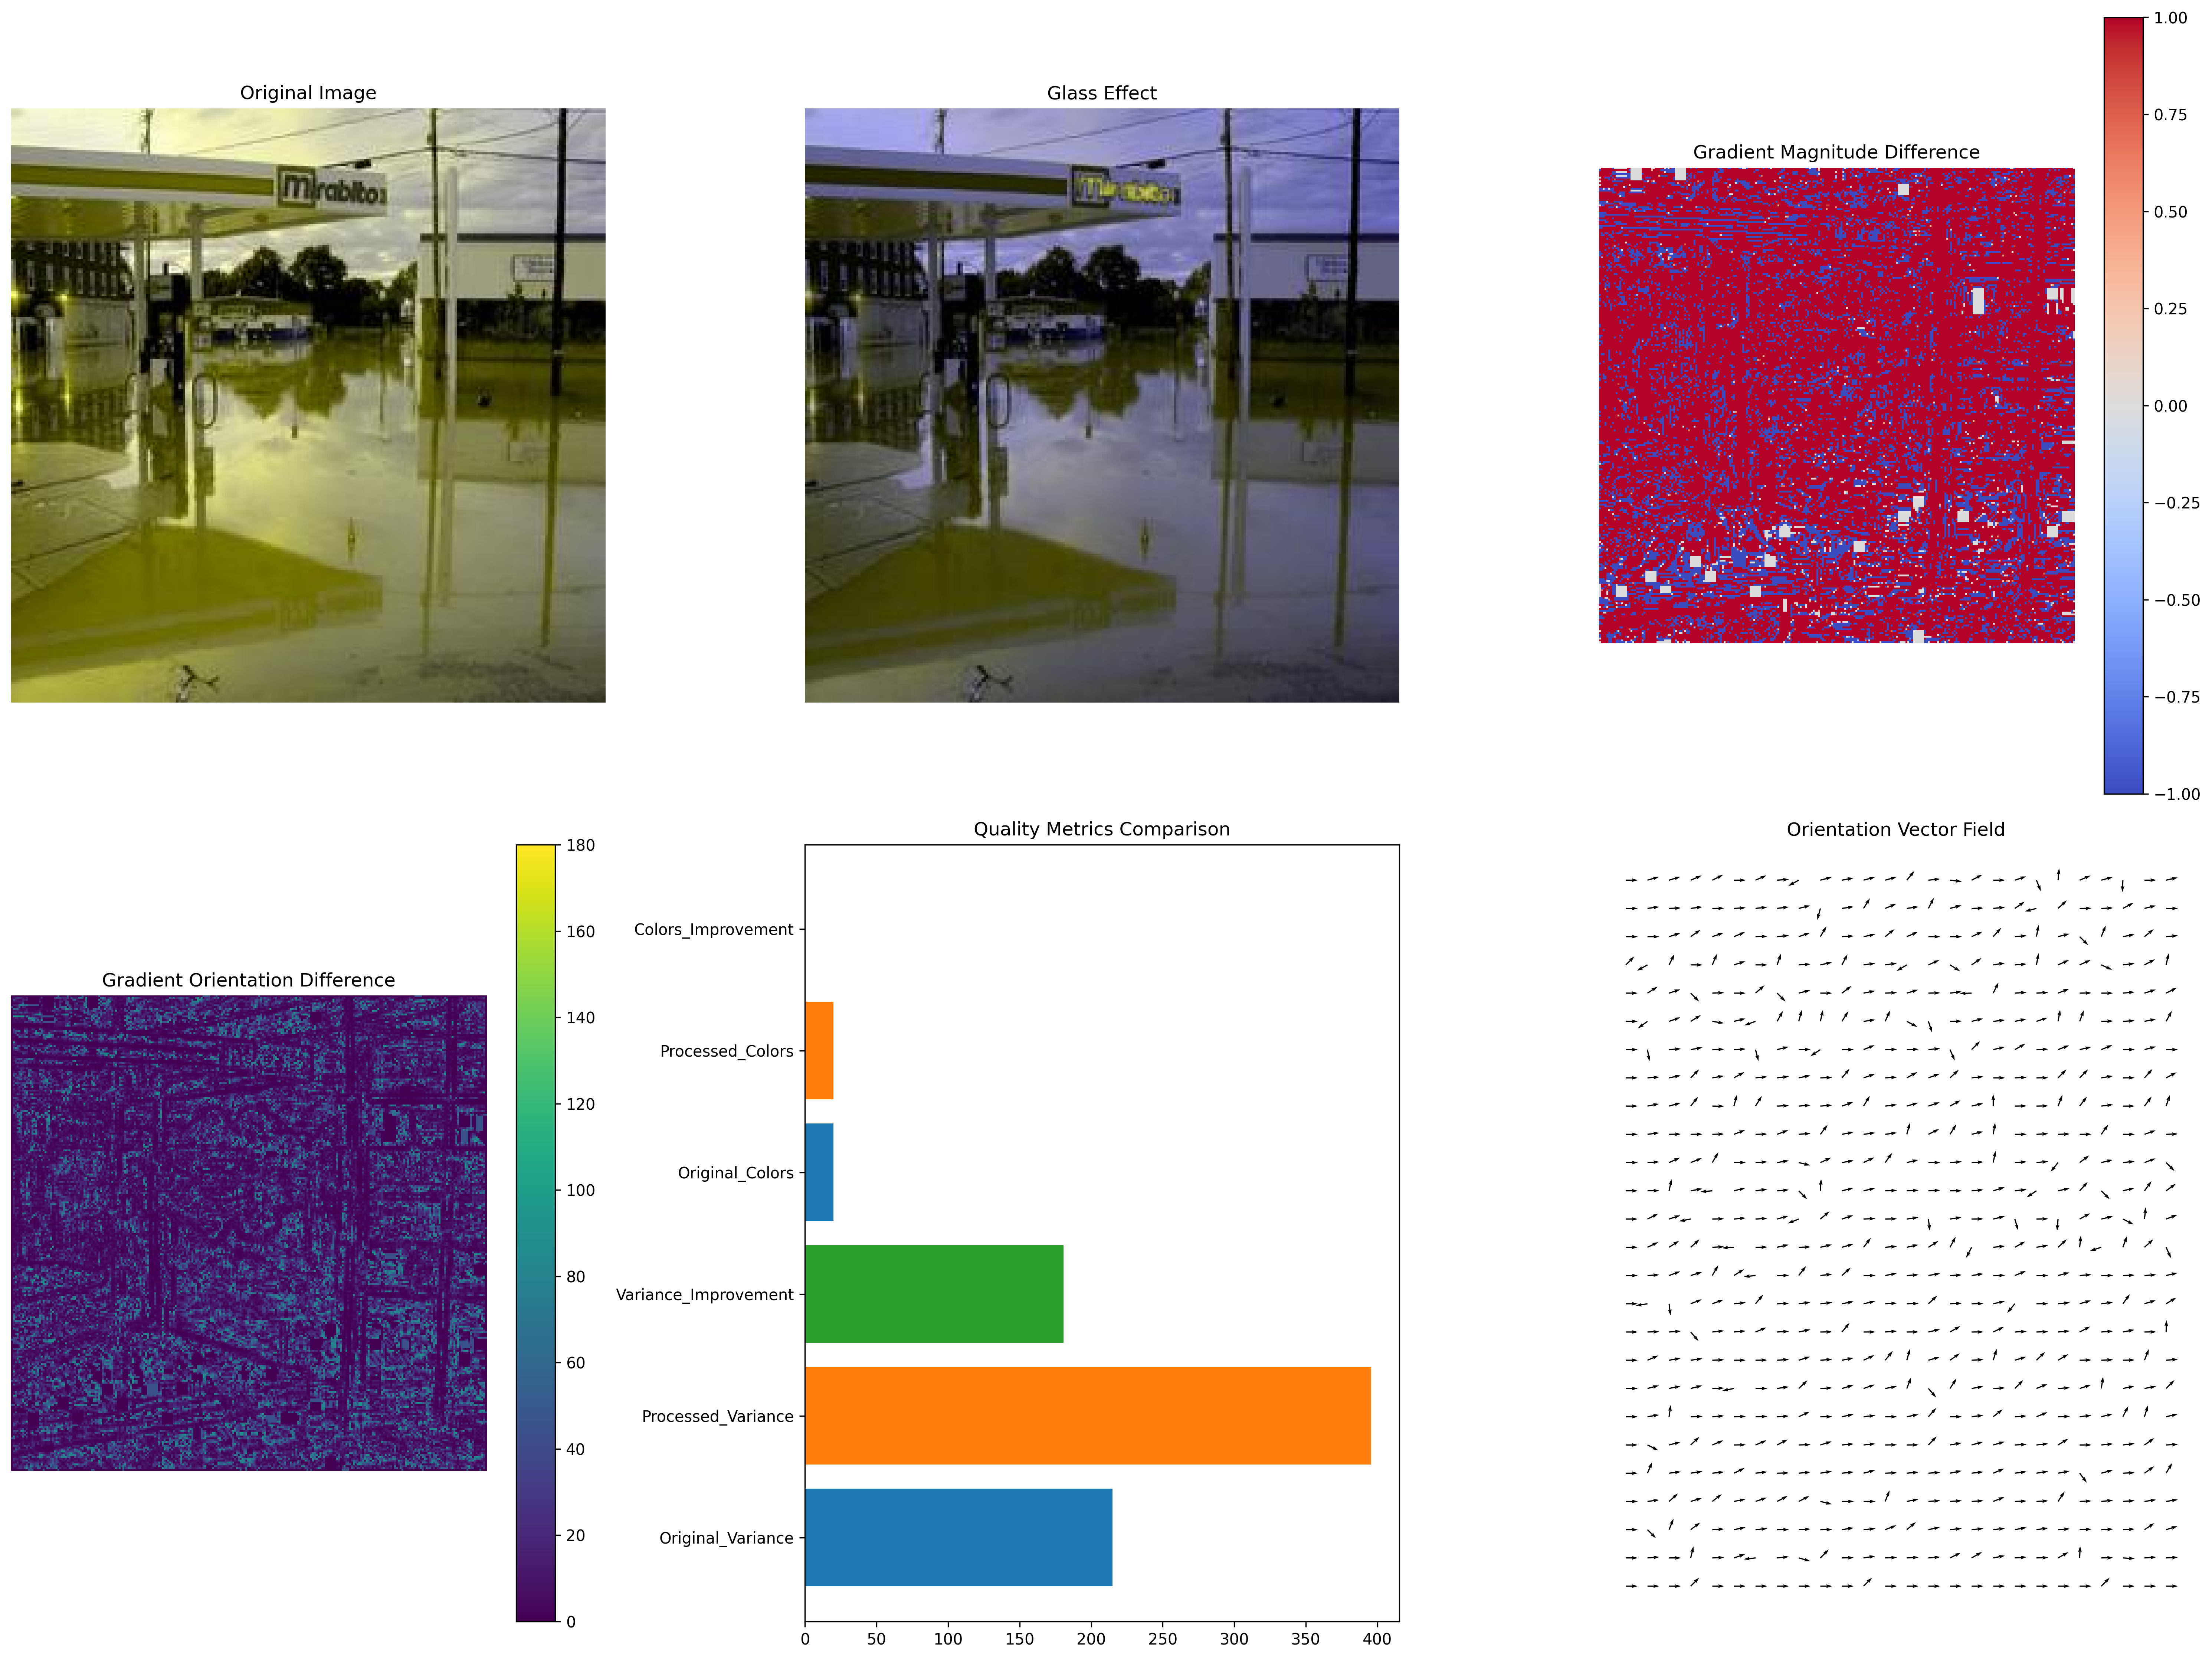 Original Image
Glass Effect
Gradient Magnitude Difference
Mirabito
Mirabito
1.00
0.75
0.50
0.25
0.00
−0.25
−0.50
−0.75
−1.00
Gradient Orientation Difference
180
160
140
120
100
80
60
40
20
0
Quality Metrics Comparison
Colors_Improvement
Processed_Colors
Original_Colors
Variance_Improvement
Processed_Variance
Original_Variance
0 50 100 150 200 250 300 350 400
Orientation Vector Field